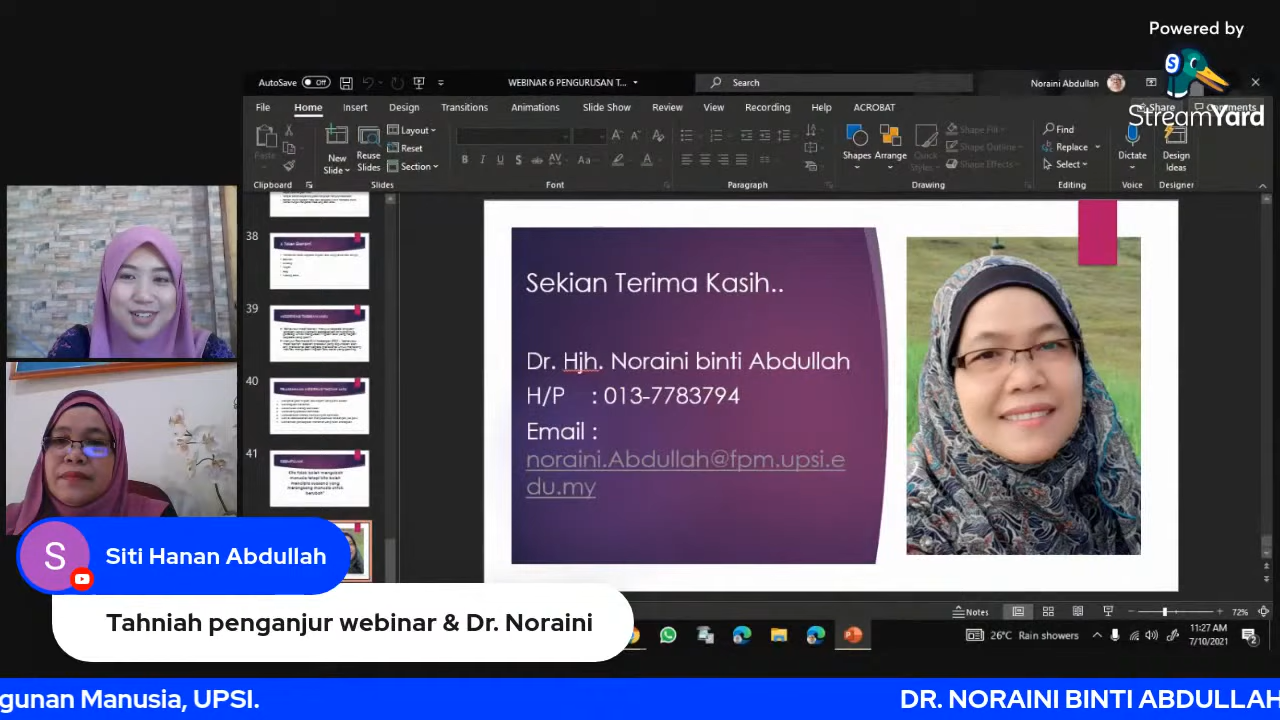 Powered by
StreamYard
AutoSave Off
WEBINAR 6 PENGURUSAN T...
Search
Noraini Abdullah
File Home Insert Design Transitions Animations Slide Show Review View Recording Help ACROBAT
Share Comments
Paste
New Slide
Reuse Slides
Layout
Reset
Section
Shapes
Arrange
Quick Styles
Shape Fill
Shape Outline
Shape Effects
Find
Replace
Select
Dictate
Design Ideas
Clipboard Slides Font Paragraph Drawing Editing Voice Designer
38
39
40
41
Sekian Terima Kasih..
Dr. Hjh. Noraini binti Abdullah
H/P : 013-7783794
Email :
noraini.Abdullah@fpm.upsi.e
du.my
Notes
72%
26°C Rain showers
11:27 AM
7/10/2021
2
S
Siti Hanan Abdullah
Tahniah penganjur webinar & Dr. Noraini
gunan Manusia, UPSI.
DR. NORAINI BINTI ABDULLAH